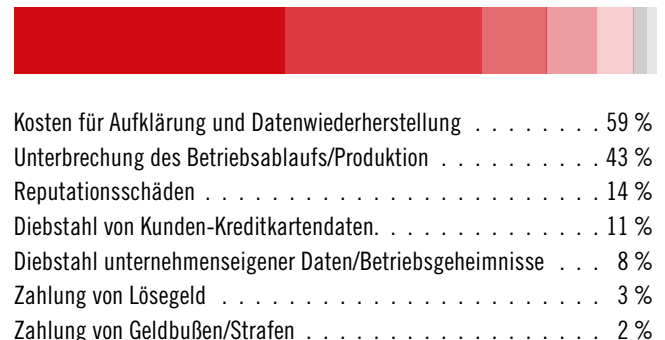 Kosten für Aufklärung und Datenwiederherstellung . . . . . . . . 59 %
Unterbrechung des Betriebsablaufs/Produktion . . . . . . . . . . 43 %
Reputationsschäden . . . . . . . . . . . . . . . . . . . . . . . 14 %
Diebstahl von Kunden-Kreditkartendaten. . . . . . . . . . . . . . 11 %
Diebstahl unternehmenseigener Daten/Betriebsgeheimnisse . . . 8 %
Zahlung von Lösegeld . . . . . . . . . . . . . . . . . . . . . . 3 %
Zahlung von Geldbußen/Strafen . . . . . . . . . . . . . . . . . 2 %